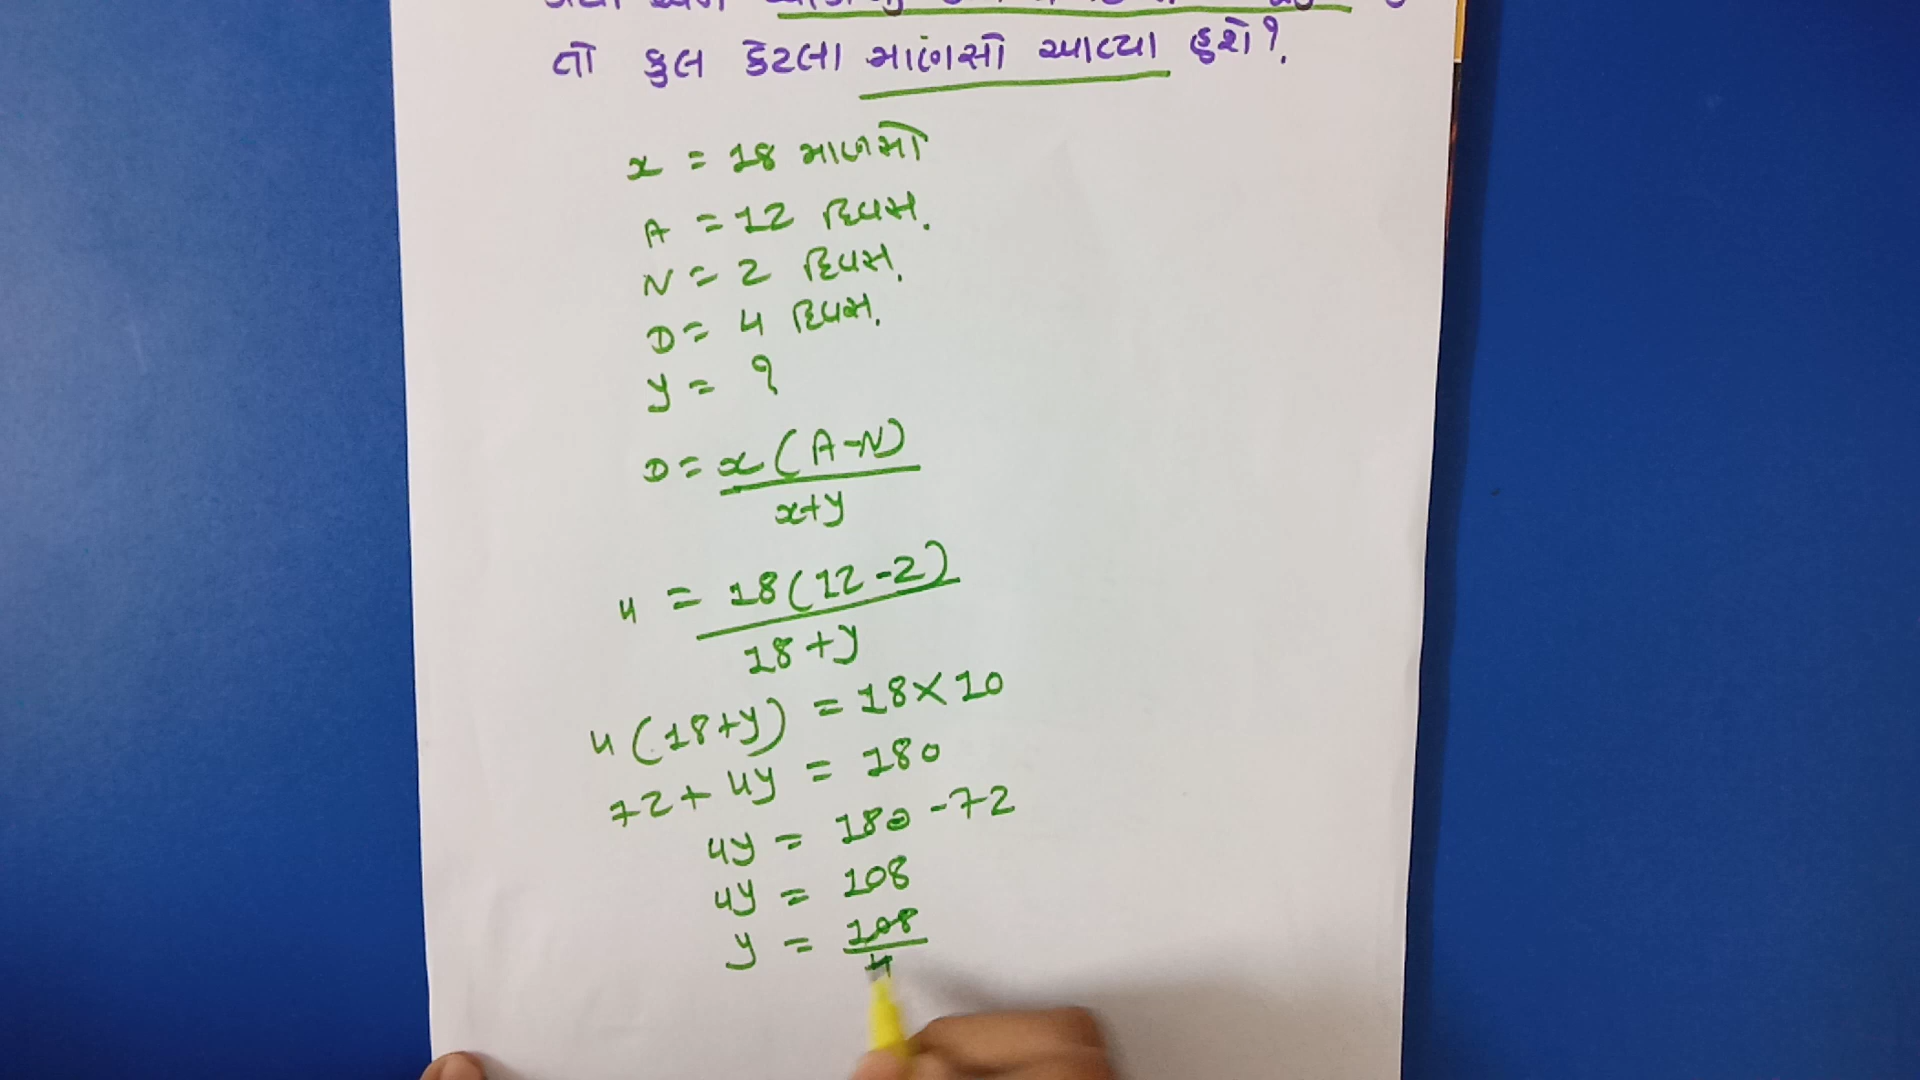 તો કુલ કેટલા માણસો આવ્યા હશે?
x = 18 માણસો
A = 12 દિવસ.
N = 2 દિવસ.
D = 4 દિવસ.
y = ?
D = x(A-N)
x+y
4 = 18(12-2)
18+y
4(18+y) = 18×10
72+4y = 180
4y = 180-72
4y = 108
y = 108
4